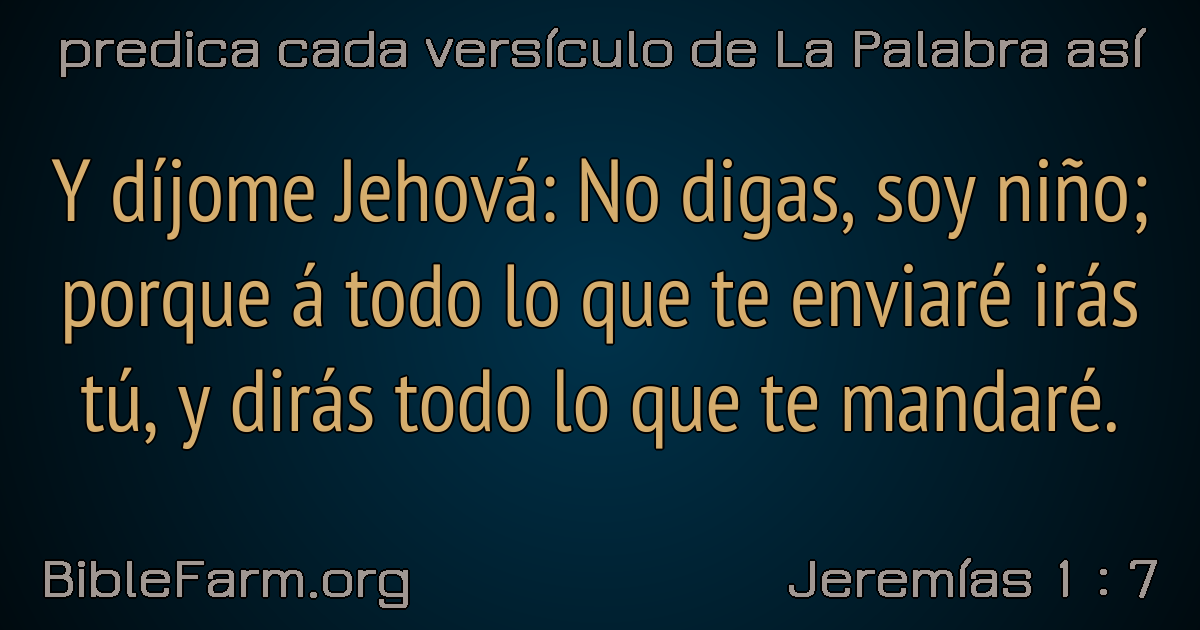 predica cada versículo de La Palabra así
Y díjome Jehová: No digas, soy niño;
porque á todo lo que te enviaré irás
tú, y dirás todo lo que te mandaré.
BibleFarm.org
Jeremías 1 : 7